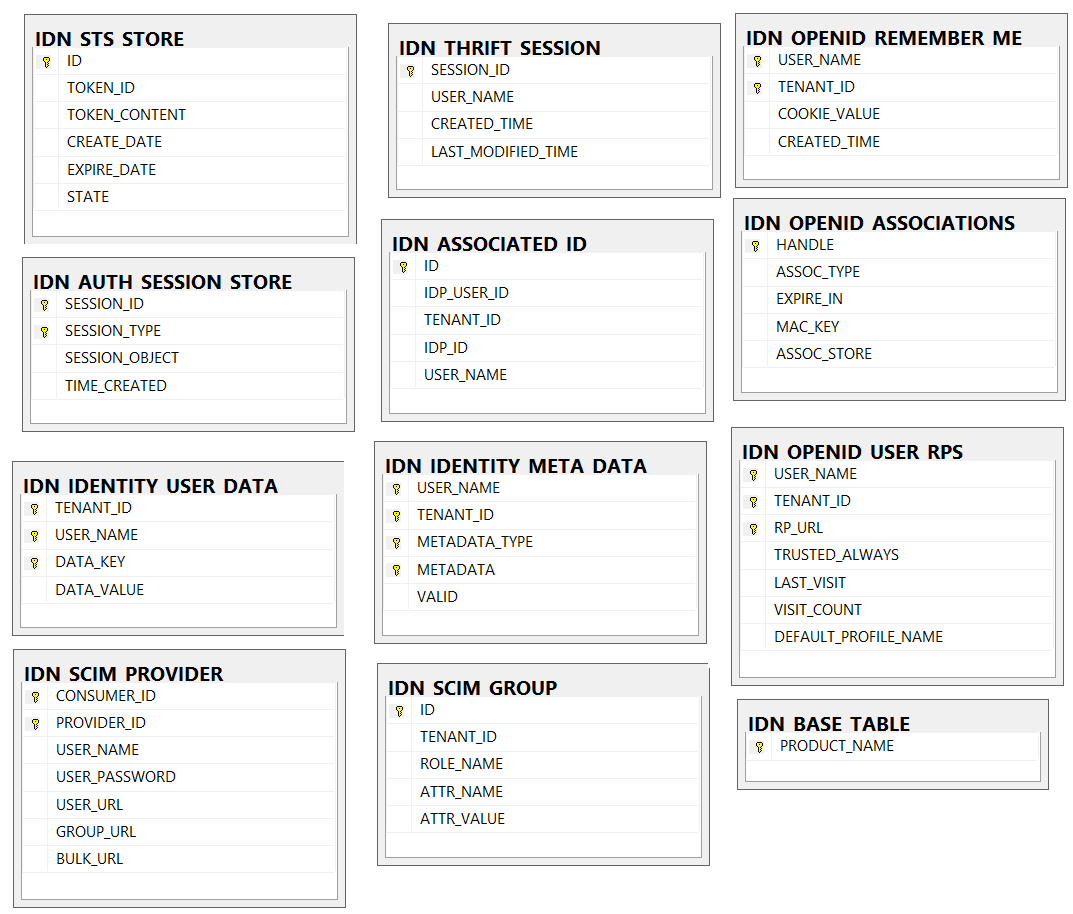 IDN STS STORE
ID
TOKEN_ID
TOKEN_CONTENT
CREATE_DATE
EXPIRE_DATE
STATE
IDN THRIFT SESSION
SESSION_ID
USER_NAME
CREATED_TIME
LAST_MODIFIED_TIME
IDN OPENID REMEMBER ME
USER_NAME
TENANT_ID
COOKIE_VALUE
CREATED_TIME
IDN AUTH SESSION STORE
SESSION_ID
SESSION_TYPE
SESSION_OBJECT
TIME_CREATED
IDN ASSOCIATED ID
ID
IDP_USER_ID
TENANT_ID
IDP_ID
USER_NAME
IDN OPENID ASSOCIATIONS
HANDLE
ASSOC_TYPE
EXPIRE_IN
MAC_KEY
ASSOC_STORE
IDN IDENTITY USER DATA
TENANT_ID
USER_NAME
DATA_KEY
DATA_VALUE
IDN IDENTITY META DATA
USER_NAME
TENANT_ID
METADATA_TYPE
METADATA
VALID
IDN OPENID USER RPS
USER_NAME
TENANT_ID
RP_URL
TRUSTED_ALWAYS
LAST_VISIT
VISIT_COUNT
DEFAULT_PROFILE_NAME
IDN SCIM PROVIDER
CONSUMER_ID
PROVIDER_ID
USER_NAME
USER_PASSWORD
USER_URL
GROUP_URL
BULK_URL
IDN SCIM GROUP
ID
TENANT_ID
ROLE_NAME
ATTR_NAME
ATTR_VALUE
IDN BASE TABLE
PRODUCT_NAME